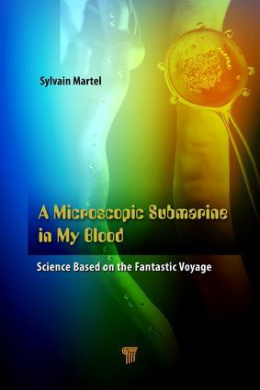 Sylvain Martel
A Microscopic Submarine
in My Blood
Science Based on the Fantastic Voyage